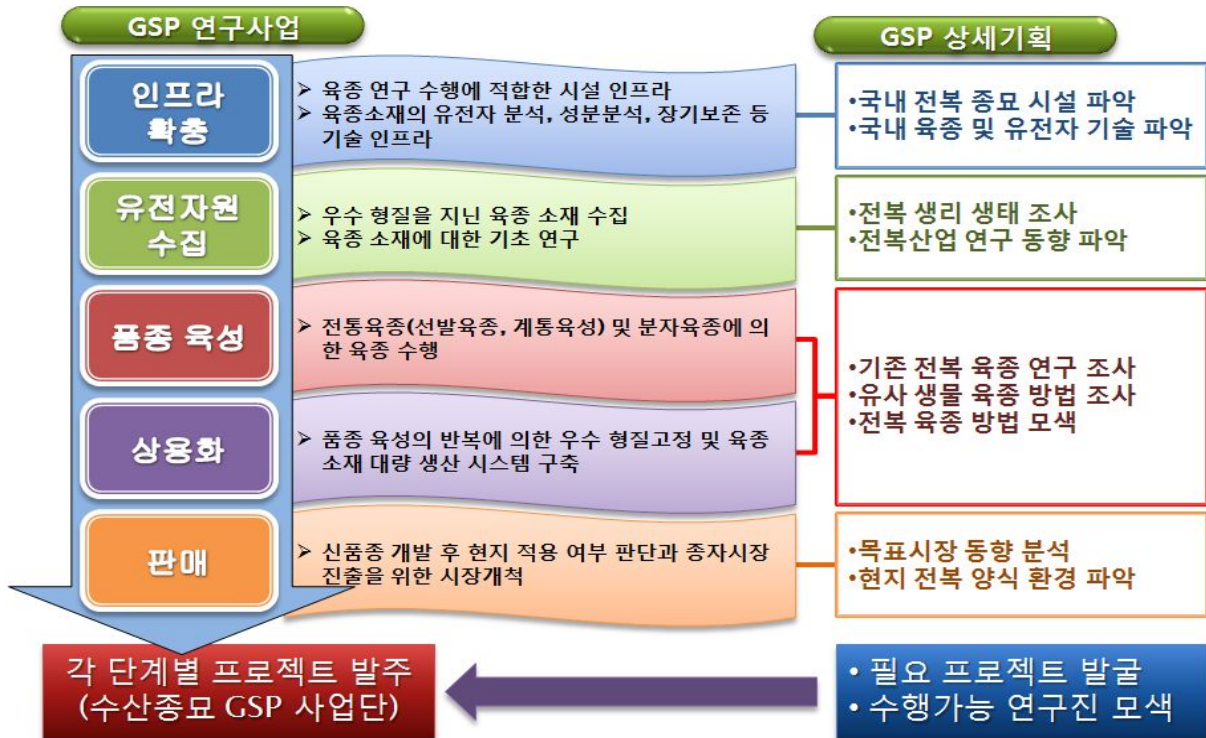 GSP 연구사업
GSP 상세기획
인프라
확충
➢ 육종 연구 수행에 적합한 시설 인프라
➢ 육종소재의 유전자 분석, 성분분석, 장기보존 등
기술 인프라
•국내 전복 종묘 시설 파악
•국내 육종 및 유전자 기술 파악
유전자원
수집
➢ 우수 형질을 지닌 육종 소재 수집
➢ 육종 소재에 대한 기초 연구
•전복 생리 생태 조사
•전복산업 연구 동향 파악
품종 육성
➢ 전통육종(선발육종, 계통육성) 및 분자육종에 의
한 육종 수행
•기존 전복 육종 연구 조사
•유사 생물 육종 방법 조사
•전복 육종 방법 모색
상용화
➢ 품종 육성의 반복에 의한 우수 형질고정 및 육종
소재 대량 생산 시스템 구축
판매
➢ 신품종 개발 후 현지 적용 여부 판단과 종자시장
진출을 위한 시장개척
•목표시장 동향 분석
•현지 전복 양식 환경 파악
각 단계별 프로젝트 발주
(수산종묘 GSP 사업단)
• 필요 프로젝트 발굴
• 수행가능 연구진 모색